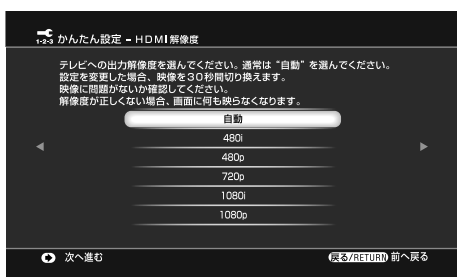 1-2-3 かんたん設定 - HDMI解像度
テレビへの出力解像度を選んでください。通常は“自動”を選んでください。
設定を変更した場合、映像を30秒間切り換えます。
映像に問題がないか確認してください。
解像度が正しくない場合、画面に何も映らなくなります。
自動
480i
480p
720p
1080i
1080p
次へ進む 戻る/RETURN 前へ戻る